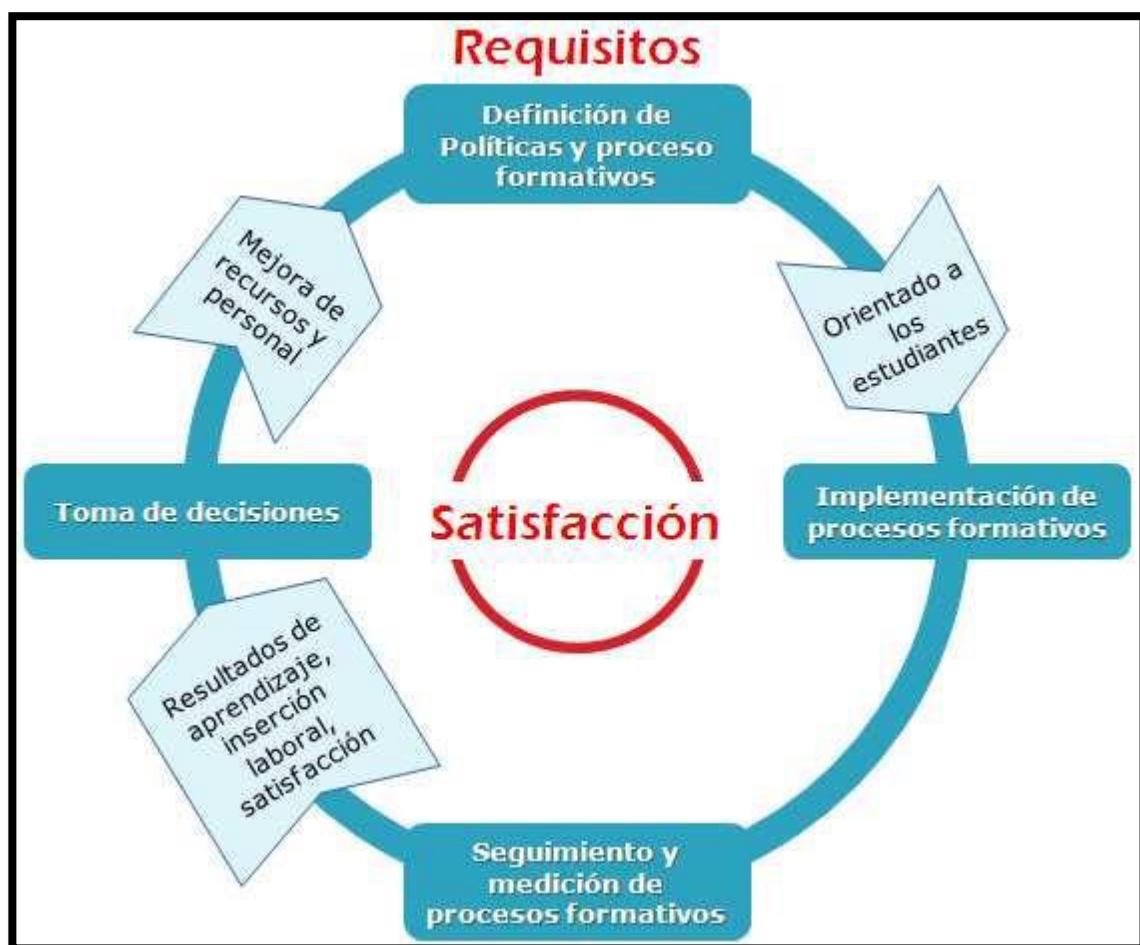 Requisitos
Definición de
Políticas y proceso
formativos
Orientado a
los
estudiantes
Implementación de
procesos formativos
Seguimiento y
medición de
procesos formativos
Resultados de
aprendizaje,
inserción
laboral,
satisfacción
Toma de decisiones
Mejora de
recursos y
personal
Satisfacción